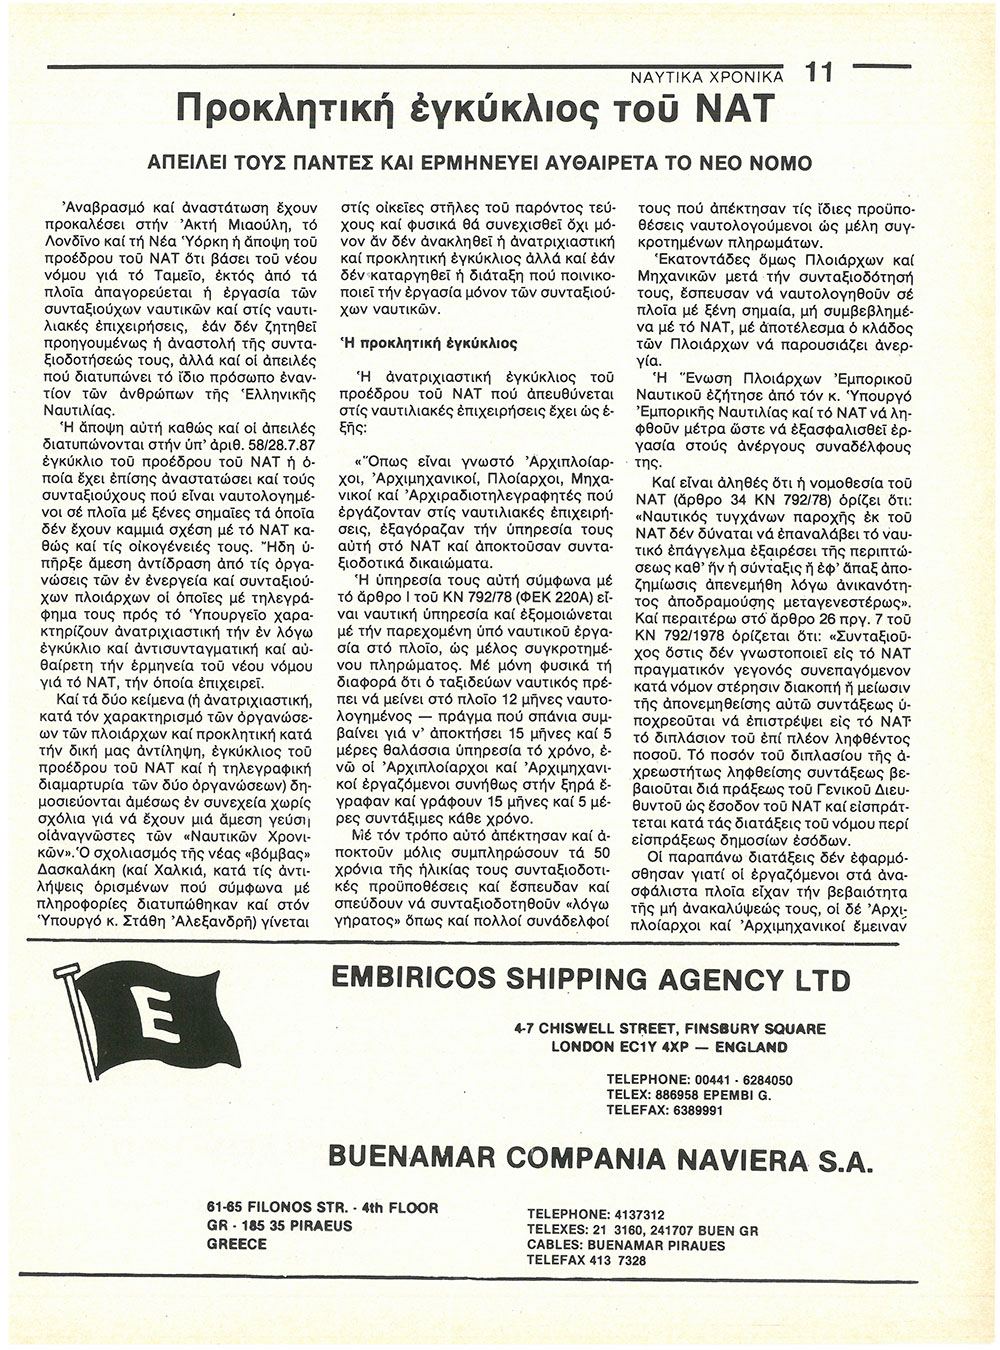 ΝΑΥΤΙΚΑ ΧΡΟΝΙΚΑ 11
Προκλητική ἐγκύκλιος τοῦ ΝΑΤ
ΑΠΕΙΛΕΙ ΤΟΥΣ ΠΑΝΤΕΣ ΚΑΙ ΕΡΜΗΝΕΥΕΙ ΑΥΘΑΙΡΕΤΑ ΤΟ ΝΕΟ ΝΟΜΟ
Ἀναβρασμό καί ἀναστάτωση ἔχουν
προκαλέσει στήν Ἀκτή Μιαούλη, τό
Λονδῖνο καί τή Νέα Ὑόρκη ἡ ἄποψη τοῦ
προέδρου τοῦ ΝΑΤ ὅτι βάσει τοῦ νέου
νόμου γιά τό Ταμεῖο, ἐκτός ἀπό τά
πλοῖα ἀπαγορεύεται ἡ ἐργασία τῶν
συνταξιούχων ναυτικῶν καί στίς ναυτι-
λιακές ἐπιχειρήσεις, ἐάν δέν ζητηθεῖ
προηγουμένως ἡ ἀναστολή τῆς συντα-
ξιοδοτήσεώς τους, ἀλλά καί οἱ ἀπειλές
πού διατυπώνει τό ἴδιο πρόσωπο ἐναν-
τίον τῶν ἀνθρώπων τῆς Ἑλληνικῆς
Ναυτιλίας.
Ἡ ἄποψη αὐτή καθώς καί οἱ ἀπειλές
διατυπώνονται στήν ὑπ' ἀριθ. 58/28.7.87
ἐγκύκλιο τοῦ προέδρου τοῦ ΝΑΤ ἡ ὁ-
ποία ἔχει ἐπίσης ἀναστατώσει καί τούς
συνταξιούχους πού εἶναι ναυτολογημέ-
νοι σέ πλοῖα μέ ξένες σημαῖες τά ὁποῖα
δέν ἔχουν καμμιά σχέση μέ τό ΝΑΤ κα-
θώς καί τίς οἰκογένειές τους. Ἤδη ὑ-
πῆρξε ἄμεση ἀντίδραση ἀπό τίς ὀργα-
νώσεις τῶν ἐν ἐνεργεία καί συνταξιού-
χων πλοιάρχων οἱ ὁποῖες μέ τηλεγρά-
φημα τους πρός τό Ὑπουργεῖο χαρα-
κτηρίζουν ἀνατριχιαστική τήν ἐν λόγω
ἐγκύκλιο καί ἀντισυνταγματική καί αὐ-
θαίρετη τήν ἑρμηνεία τοῦ νέου νόμου
γιά τό ΝΑΤ, τήν ὁποία ἐπιχειρεῖ.
Καί τά δύο κείμενα (ἡ ἀνατριχιαστική,
κατά τόν χαρακτηρισμό τῶν ὀργανώσε-
ων τῶν πλοιάρχων καί προκλητική κατά
τήν δική μας ἀντίληψη, ἐγκύκλιος τοῦ
προέδρου τοῦ ΝΑΤ καί ἡ τηλεγραφική
διαμαρτυρία τῶν δύο ὀργανώσεων) δη-
μοσιεύονται ἀμέσως ἐν συνεχεία χωρίς
σχόλια γιά νά ἔχουν μιά ἄμεση γεύση
οἱ ἀναγνῶστες τῶν «Ναυτικῶν Χρονι-
κῶν». Ὁ σχολιασμός τῆς νέας «βόμβας»
Δασκαλάκη (καί Χαλκιά, κατά τίς ἀντι-
λήψεις ὁρισμένων πού σύμφωνα μέ
πληροφορίες διατυπώθηκαν καί στόν
Ὑπουργό κ. Στάθη Ἀλεξανδρῆ) γίνεται
στίς οἰκεῖες στῆλες τοῦ παρόντος τεύ-
χους καί φυσικά θά συνεχισθεῖ ὄχι μό-
νον ἄν δέν ἀνακληθεῖ ἡ ἀνατριχιαστική
καί προκλητική ἐγκύκλιος ἀλλά καί ἐάν
δέν καταργηθεῖ ἡ διάταξη πού ποινικο-
ποιεῖ τήν ἐργασία μόνον τῶν συνταξιού-
χων ναυτικῶν.
Ἡ προκλητική ἐγκύκλιος
Ἡ ἀνατριχιαστική ἐγκύκλιος τοῦ
προέδρου τοῦ ΝΑΤ πού ἀπευθύνεται
στίς ναυτιλιακές ἐπιχειρήσεις ἔχει ὡς ἑ-
ξῆς:
«Ὅπως εἶναι γνωστό Ἀρχιπλοίαρ-
χοι, Ἀρχιμηχανικοί, Πλοίαρχοι, Μηχα-
νικοί καί Ἀρχιραδιοτηλεγραφητές πού
ἐργάζονταν στίς ναυτιλιακές ἐπιχειρή-
σεις, ἐξαγόραζαν τήν ὑπηρεσία τους
αὐτή στό ΝΑΤ καί ἀποκτοῦσαν συντα-
ξιοδοτικά δικαιώματα.
Ἡ ὑπηρεσία τους αὐτή σύμφωνα μέ
τό ἄρθρο Ι τοῦ ΚΝ 792/78 (ΦΕΚ 220Α) εἶ-
ναι ναυτική ὑπηρεσία καί ἐξομοιώνεται
μέ τήν παρεχομένη ὑπό ναυτικοῦ ἐργα-
σία στό πλοῖο, ὡς μέλος συγκροτημέ-
νου πληρώματος. Μέ μόνη φυσικά τή
διαφορά ὅτι ὁ ταξιδεύων ναυτικός πρέ-
πει νά μείνει στό πλοῖο 12 μῆνες ναυτο-
λογημένος — πράγμα πού σπάνια συμ-
βαίνει γιά ν' ἀποκτήσει 15 μῆνες καί 5
μέρες θαλάσσια ὑπηρεσία τό χρόνο, ἐ-
νῶ οἱ Ἀρχιπλοίαρχοι καί Ἀρχιμηχανι-
κοί ἐργαζόμενοι συνήθως στήν ξηρά ἔ-
γραφαν καί γράφουν 15 μῆνες καί 5 μέ-
ρες συντάξιμες κάθε χρόνο.
Μέ τόν τρόπο αὐτό ἀπέκτησαν καί ἀ-
ποκτοῦν μόλις συμπληρώσουν τά 50
χρόνια τῆς ἡλικίας τους συνταξιοδοτι-
κές προϋποθέσεις καί ἔσπευδαν καί
σπεύδουν νά συνταξιοδοτηθοῦν «λόγω
γήρατος» ὅπως καί πολλοί συνάδελφοί
τους πού ἀπέκτησαν τίς ἴδιες προϋπο-
θέσεις ναυτολογούμενοι ὡς μέλη συγ-
κροτημένων πληρωμάτων.
Ἑκατοντάδες ὅμως Πλοιάρχων καί
Μηχανικῶν μετά τήν συνταξιοδότησή
τους, ἔσπευσαν νά ναυτολογηθοῦν σέ
πλοῖα μέ ξένη σημαία, μή συμβεβλημέ-
να μέ τό ΝΑΤ, μέ ἀποτέλεσμα ὁ κλάδος
τῶν Πλοιάρχων νά παρουσιάζει ἀνερ-
γία.
Ἡ Ἕνωση Πλοιάρχων Ἐμπορικοῦ
Ναυτικοῦ ἐζήτησε ἀπό τόν κ. Ὑπουργό
Ἐμπορικῆς Ναυτιλίας καί τό ΝΑΤ νά λη-
φθοῦν μέτρα ὥστε νά ἐξασφαλισθεῖ ἐρ-
γασία στούς ἀνέργους συναδέλφους
της.
Καί εἶναι ἀληθές ὅτι ἡ νομοθεσία τοῦ
ΝΑΤ (ἄρθρο 34 ΚΝ 792/78) ὁρίζει ὅτι:
«Ναυτικός τυγχάνων παροχῆς ἐκ τοῦ
ΝΑΤ δέν δύναται νά ἐπαναλάβει τό ναυ-
τικό ἐπάγγελμα ἐξαιρέσει τῆς περιπτώ-
σεως καθ' ἥν ἡ σύνταξις ἤ ἐφ' ἅπαξ ἀπο-
ζημίωσις ἀπενεμήθη λόγω ἀνικανότη-
τος ἀποδραμούσης μεταγενεστέρως».
Καί περαιτέρω στό ἄρθρο 26 πργ. 7 τοῦ
ΚΝ 792/1978 ὁρίζεται ὅτι: «Συνταξιοῦ-
χος ὅστις δέν γνωστοποιεῖ εἰς τό ΝΑΤ
πραγματικόν γεγονός συνεπαγόμενον
κατά νόμον στέρησιν διακοπή ἤ μείωσιν
τῆς ἀπονεμηθείσης αὐτῶ συντάξεως ὑ-
ποχρεοῦται νά ἐπιστρέψει εἰς τό ΝΑΤ
τό διπλάσιον τοῦ ἐπί πλέον ληφθέντος
ποσοῦ. Τό ποσόν τοῦ διπλασίου τῆς ἀ-
χρεωστήτως ληφθείσης συντάξεως βε-
βαιοῦται διά πράξεως τοῦ Γενικοῦ Διευ-
θυντοῦ ὡς ἔσοδον τοῦ ΝΑΤ καί εἰσπράτ-
τεται κατά τάς διατάξεις τοῦ νόμου περί
εἰσπράξεως δημοσίων ἐσόδων.
Οἱ παραπάνω διατάξεις δέν ἐφαρμό-
σθησαν γιατί οἱ ἐργαζόμενοι στά ἀνα-
σφάλιστα πλοῖα εἶχαν τήν βεβαιότητα
τῆς μή ἀνακαλύψεώς τους, οἱ δέ Ἀρχι-
πλοίαρχοι καί Ἀρχιμηχανικοί ἔμειναν
E
EMBIRICOS SHIPPING AGENCY LTD
4-7 CHISWELL STREET, FINSBURY SQUARE
LONDON EC1Y 4XP — ENGLAND
TELEPHONE: 00441 - 6284050
TELEX: 886958 EPEMBI G.
TELEFAX: 6389991
BUENAMAR COMPANIA NAVIERA S.A.
61-65 FILONOS STR. - 4th FLOOR
GR - 185 35 PIRAEUS
GREECE
TELEPHONE: 4137312
TELEXES: 21 3160, 241707 BUEN GR
CABLES: BUENAMAR PIRAUES
TELEFAX 413 7328